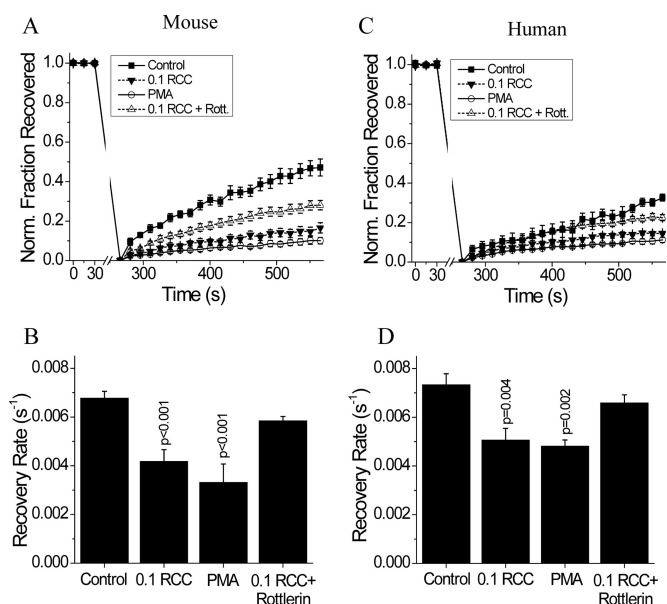 A Mouse
Norm. Fraction Recovered
1.0
0.8
0.6
0.4
0.2
0.0
Control
0.1 RCC
PMA
0.1 RCC + Rott.
0 30 300 400 500
Time (s)
C Human
Norm. Fraction Recovered
1.0
0.8
0.6
0.4
0.2
0.0
Control
0.1 RCC
PMA
0.1 RCC + Rott.
0 30 300 400 500
Time (s)
B
Recovery Rate (s-1)
0.008
0.006
0.004
0.002
0.000
p<0.001
p<0.001
Control 0.1 RCC PMA 0.1 RCC+
Rottlerin
D
Recovery Rate (s-1)
0.008
0.006
0.004
0.002
0.000
p=0.004
p=0.002
Control 0.1 RCC PMA 0.1 RCC+
Rottlerin